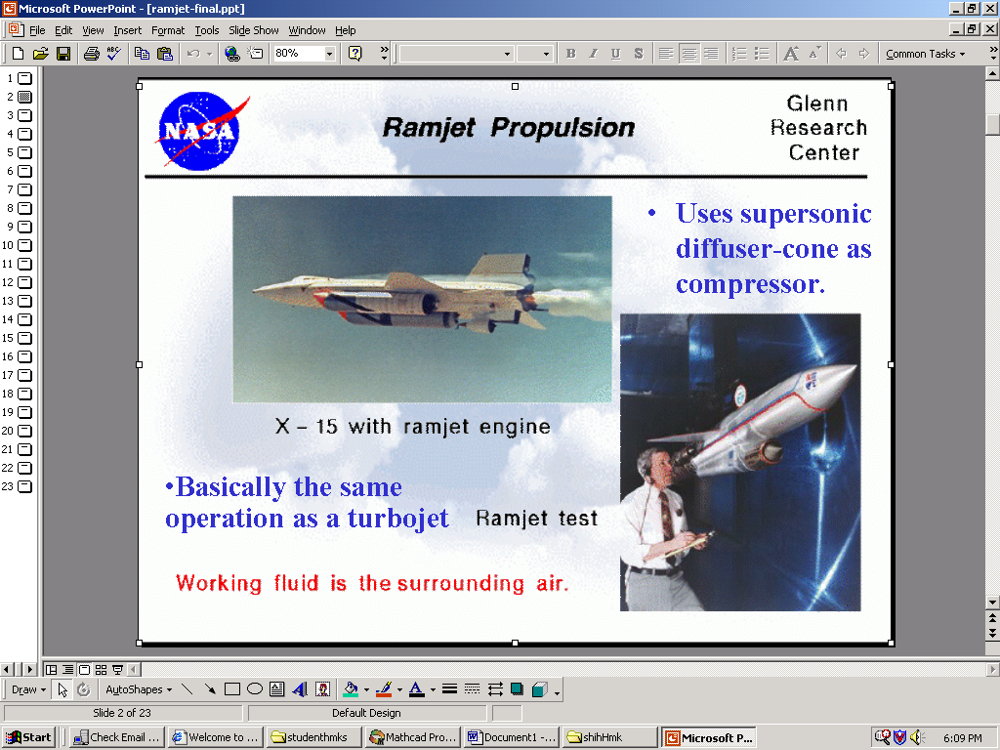 Microsoft PowerPoint - [ramjet-final.ppt]
File Edit View Insert Format Tools Slide Show Window Help
80% B I U S A A Common Tasks
1
2
3
4
5
6
7
8
9
10
11
12
13
14
15
16
17
18
19
20
21
22
23
NASA
Ramjet Propulsion
Glenn
Research
Center
• Uses supersonic
diffuser-cone as
compressor.
X - 15 with ramjet engine
•Basically the same
operation as a turbojet
Ramjet test
Working fluid is the surrounding air.
Draw AutoShapes A A
Slide 2 of 23 Default Design
Start Check Email ... Welcome to ... studenthmks Mathcad Pro... Document1 -... shihHmk Microsoft P... 6:09 PM